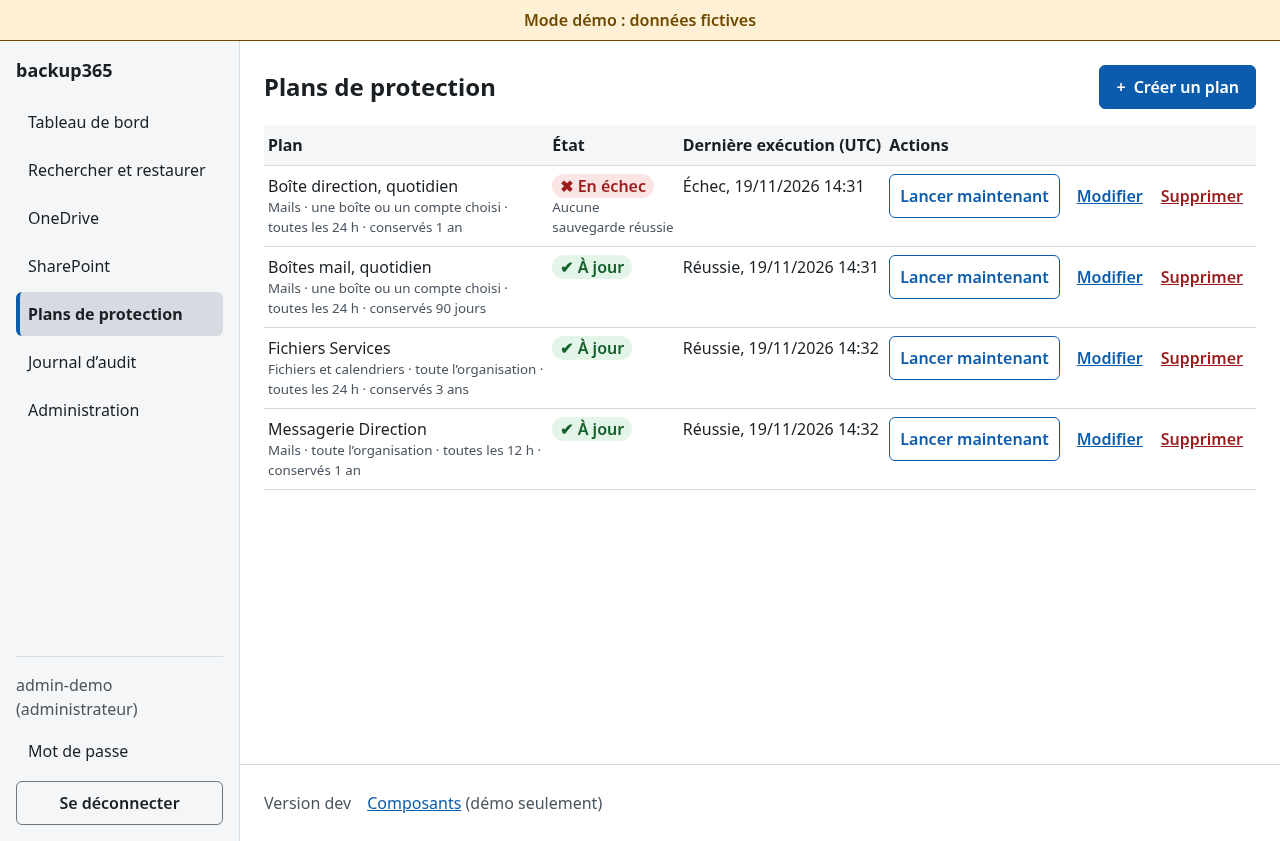 Mode démo : données fictives
backup365
Tableau de bord
Rechercher et restaurer
OneDrive
SharePoint
Plans de protection
Journal d’audit
Administration
admin-demo
(administrateur)
Mot de passe
Se déconnecter
Plans de protection
+ Créer un plan
Plan État Dernière exécution (UTC) Actions
Boîte direction, quotidien
Mails · une boîte ou un compte choisi ·
toutes les 24 h · conservés 1 an
✖ En échec
Aucune
sauvegarde réussie
Échec, 19/11/2026 14:31
Lancer maintenant Modifier Supprimer
Boîtes mail, quotidien
Mails · une boîte ou un compte choisi ·
toutes les 24 h · conservés 90 jours
✔ À jour
Réussie, 19/11/2026 14:31
Lancer maintenant Modifier Supprimer
Fichiers Services
Fichiers et calendriers · toute l’organisation ·
toutes les 24 h · conservés 3 ans
✔ À jour
Réussie, 19/11/2026 14:32
Lancer maintenant Modifier Supprimer
Messagerie Direction
Mails · toute l’organisation · toutes les 12 h ·
conservés 1 an
✔ À jour
Réussie, 19/11/2026 14:32
Lancer maintenant Modifier Supprimer
Version dev Composants (démo seulement)